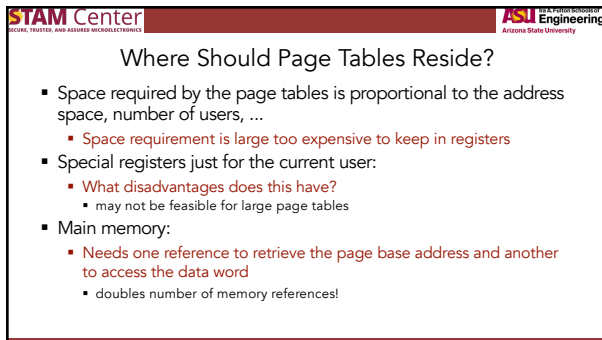 STAM Center
SECURE, TRUSTED, AND ASSURED MICROELECTRONICS
ASU Ira A. Fulton Schools of
Engineering
Arizona State University
Where Should Page Tables Reside?
▪ Space required by the page tables is proportional to the address
space, number of users, ...
▪ Space requirement is large too expensive to keep in registers
▪ Special registers just for the current user:
▪ What disadvantages does this have?
▪ may not be feasible for large page tables
▪ Main memory:
▪ Needs one reference to retrieve the page base address and another
to access the data word
▪ doubles number of memory references!